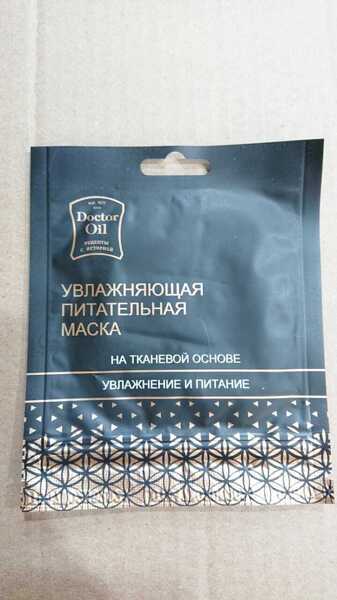 Doctor
Oil
РЕЦЕПТЫ
С ИСТОРИЕЙ
УВЛАЖНЯЮЩАЯ
ПИТАТЕЛЬНАЯ
МАСКА
НА ТКАНЕВОЙ ОСНОВЕ
УВЛАЖНЕНИЕ И ПИТАНИЕ